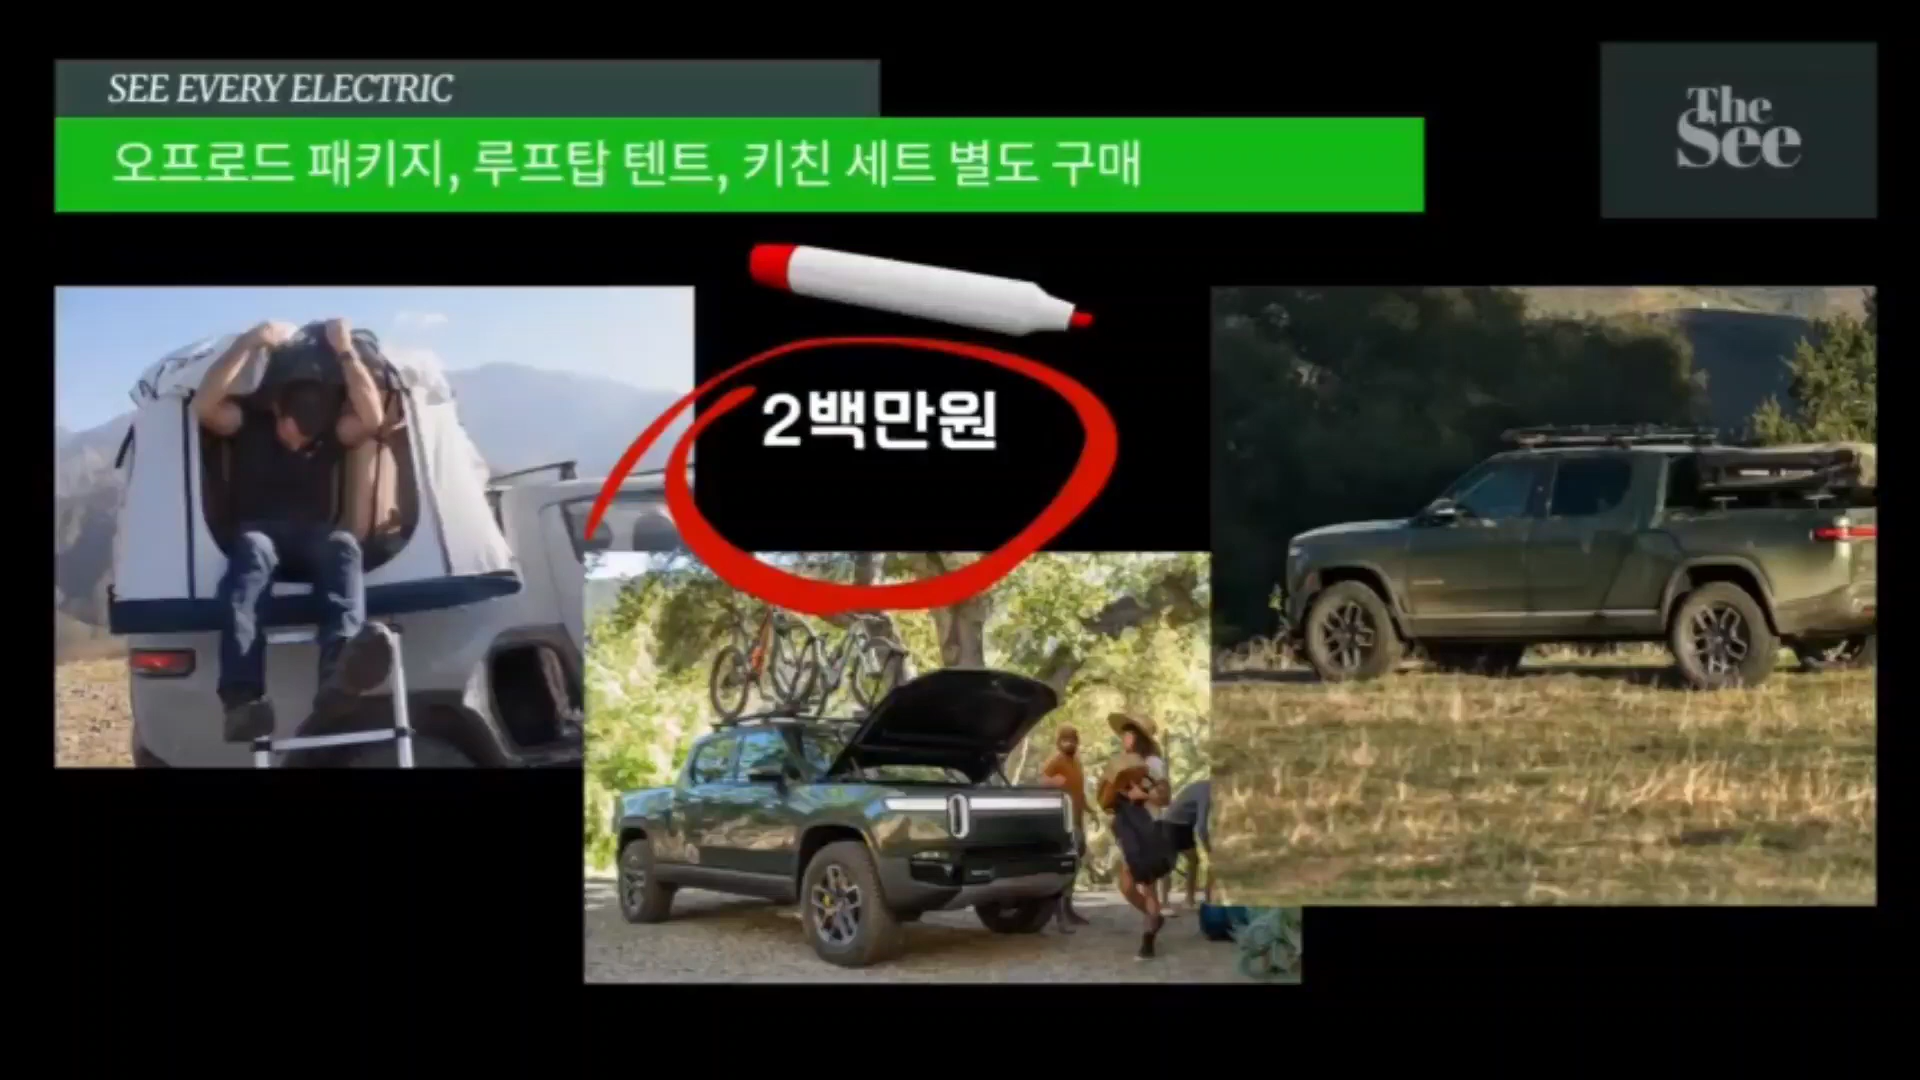 SEE EVERY ELECTRIC
오프로드 패키지, 루프탑 텐트, 키친 세트 별도 구매
The
See
2백만원